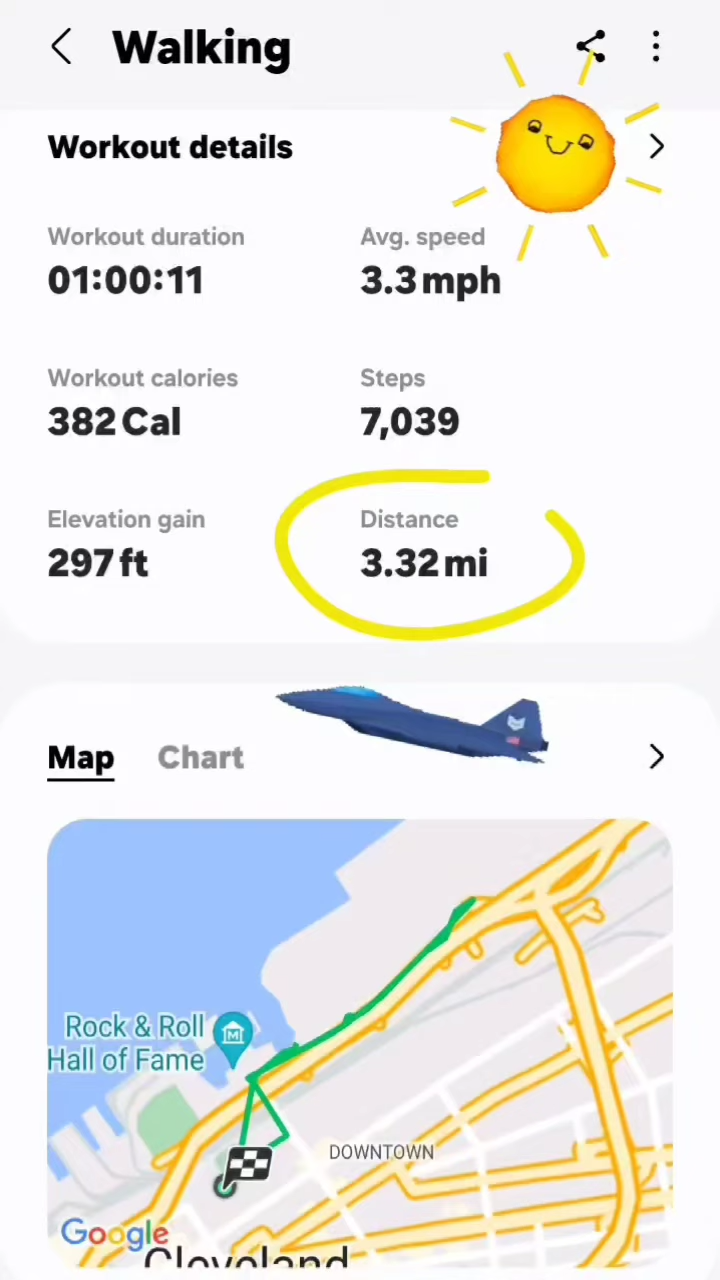 Walking
Workout details
Workout duration Avg. speed
01:00:11 3.3 mph
Workout calories Steps
382 Cal 7,039
Elevation gain Distance
297 ft 3.32 mi
Map Chart
Rock & Roll
Hall of Fame
DOWNTOWN
Google
Cleveland